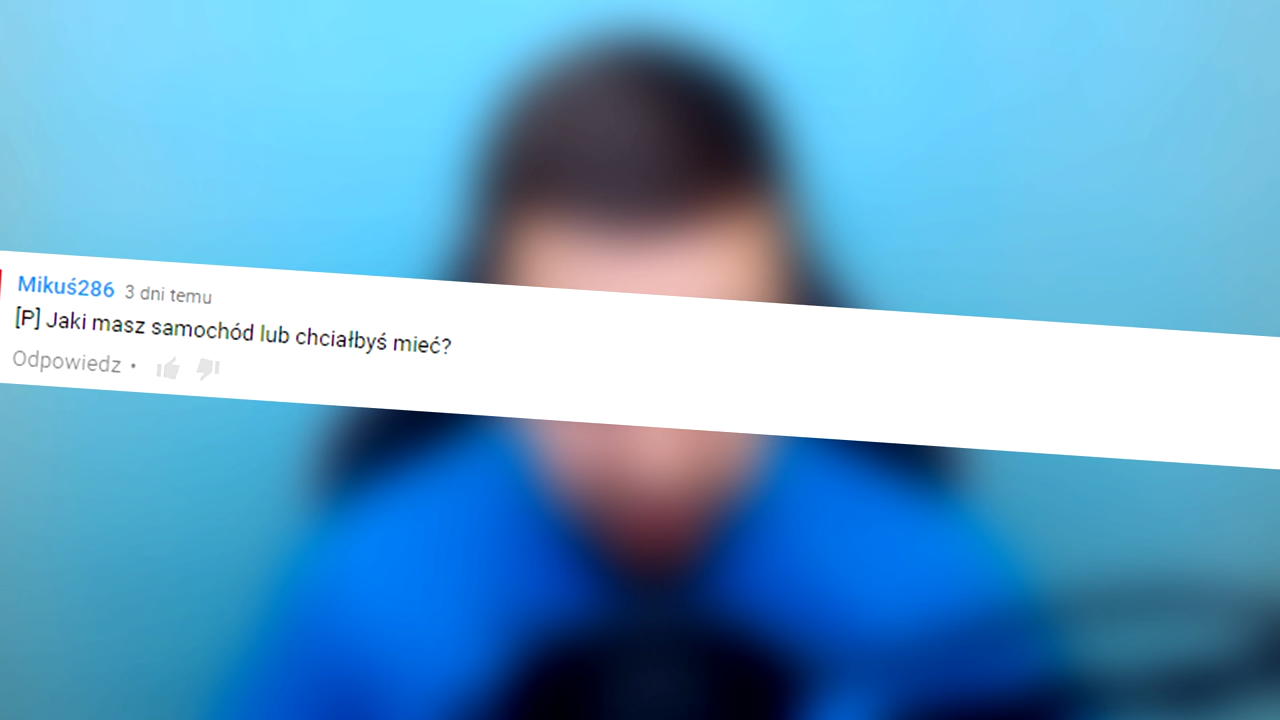 Mikuś286 3 dni temu
[P] Jaki masz samochód lub chciałbyś mieć?
Odpowiedz •